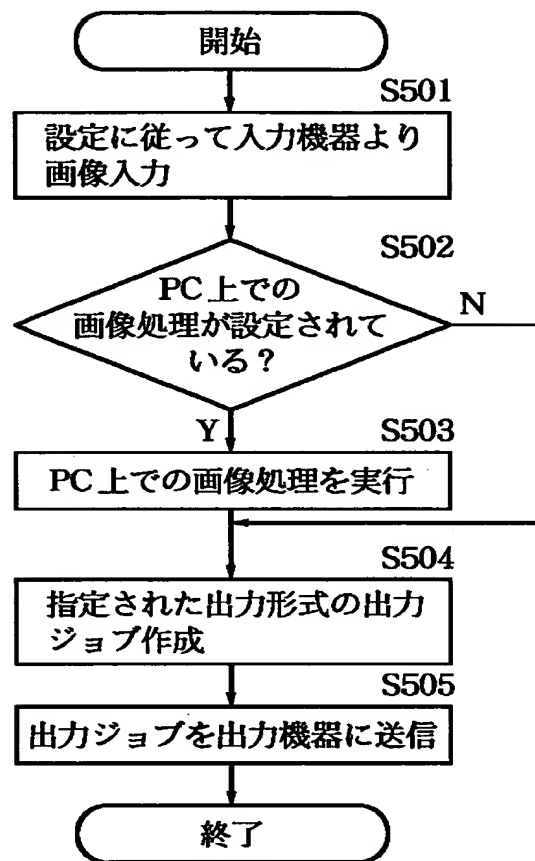 開始
S501
設定に従って入力機器より
画像入力
S502
PC上での
画像処理が設定されて
いる？
N
Y
S503
PC上での画像処理を実行
S504
指定された出力形式の出力
ジョブ作成
S505
出力ジョブを出力機器に送信
終了